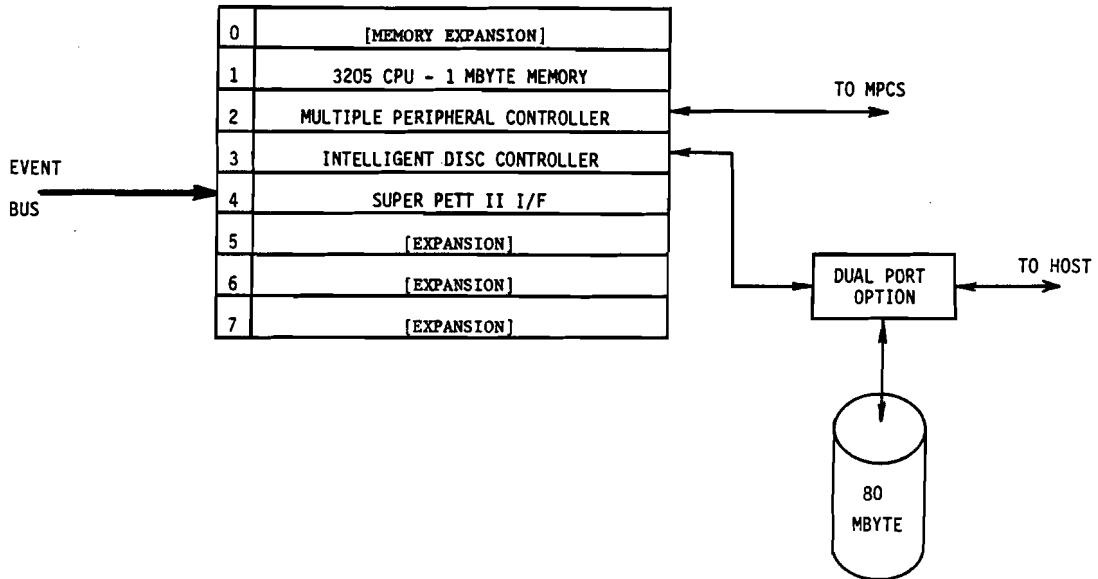 0 [MEMORY EXPANSION]
1 3205 CPU - 1 MBYTE MEMORY
2 MULTIPLE PERIPHERAL CONTROLLER
3 INTELLIGENT DISC CONTROLLER
4 SUPER PETT II I/F
5 [EXPANSION]
6 [EXPANSION]
7 [EXPANSION]
EVENT
BUS
TO MPCS
DUAL PORT
OPTION
TO HOST
80
MBYTE